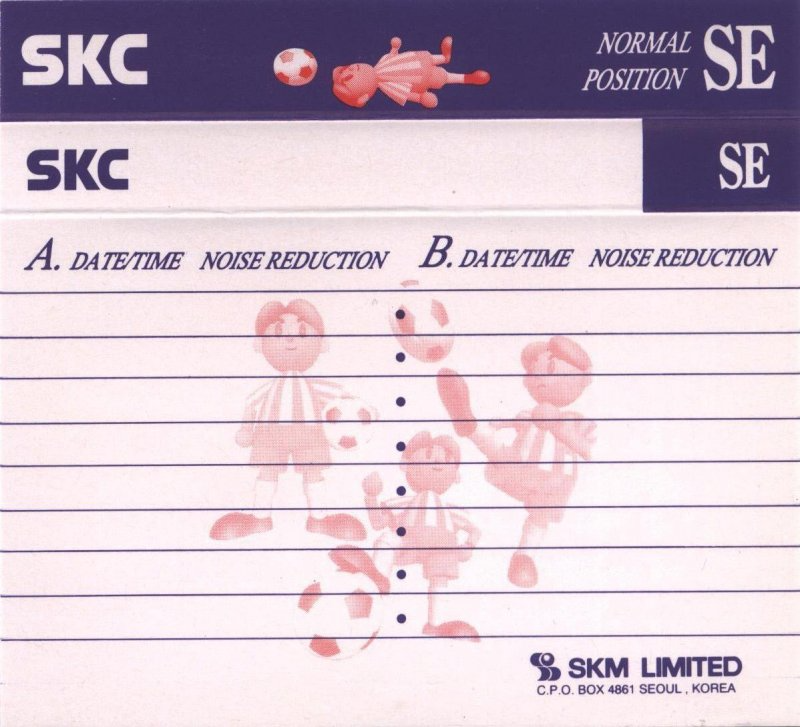 SKC NORMAL POSITION SE
SKC SE
A. DATE/TIME NOISE REDUCTION B. DATE/TIME NOISE REDUCTION
SKM LIMITED
C.P.O. BOX 4861 SEOUL , KOREA